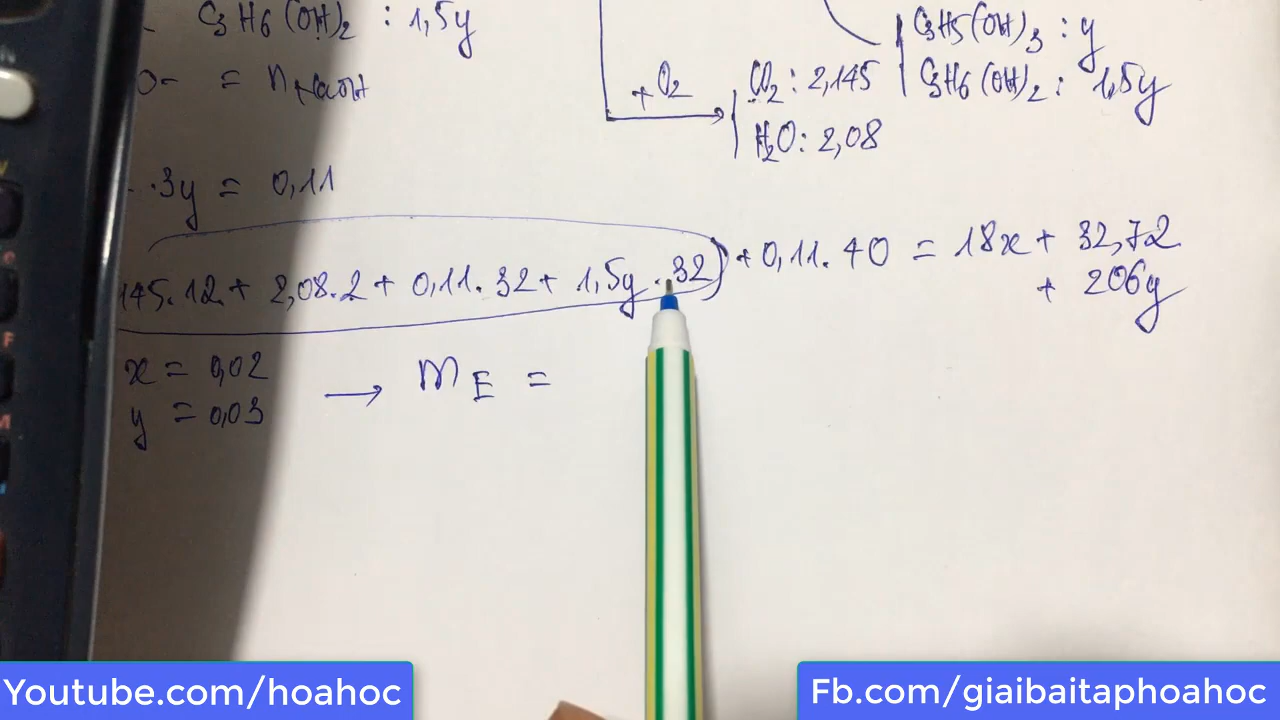 C3H6(OH)2 : 1,5y
O- = nNaOH
+O2
CO2 : 2,145
H2O : 2,08
C3H5(OH)3 : y
C3H6(OH)2 : 1,5y
.3y = 0,11
145.12 + 2,08.2 + 0,11.32 + 1,5y.32) + 0,11.40 = 18x + 32,72
+ 206y
x = 0,02
y = 0,03
→ mE =
Youtube.com/hoahoc
Fb.com/giaibaitaphoahoc